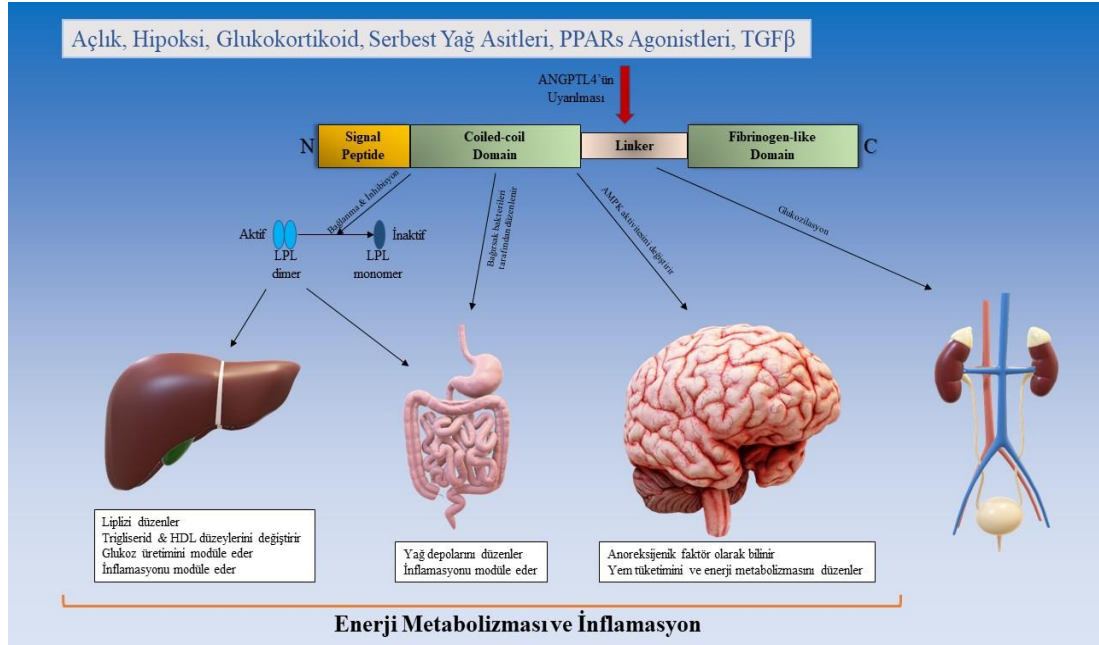 Açlık, Hipoksi, Glukokortikoid, Serbest Yağ Asitleri, PPARs Agonistleri, TGFβ
ANGPTL4'ün
Uyarılması
N
Signal
Peptide
Coiled-coil
Domain
Linker
Fibrinogen-like
Domain
C
Bağlanma & İnhibisyon
Bağırsak bakterileri
tarafından düzenlenir
AMPK aktivitesini değiştirir
Glukozilasyon
Aktif
İnaktif
LPL
dimer
LPL
monomer
Liplizi düzenler
Trigliserid & HDL düzeylerini değiştirir
Glukoz üretimini modüle eder
İnflamasyonu modüle eder
Yağ depolarını düzenler
İnflamasyonu modüle eder
Anoreksijenik faktör olarak bilinir
Yem tüketimini ve enerji metabolizmasını düzenler
Enerji Metabolizması ve İnflamasyon